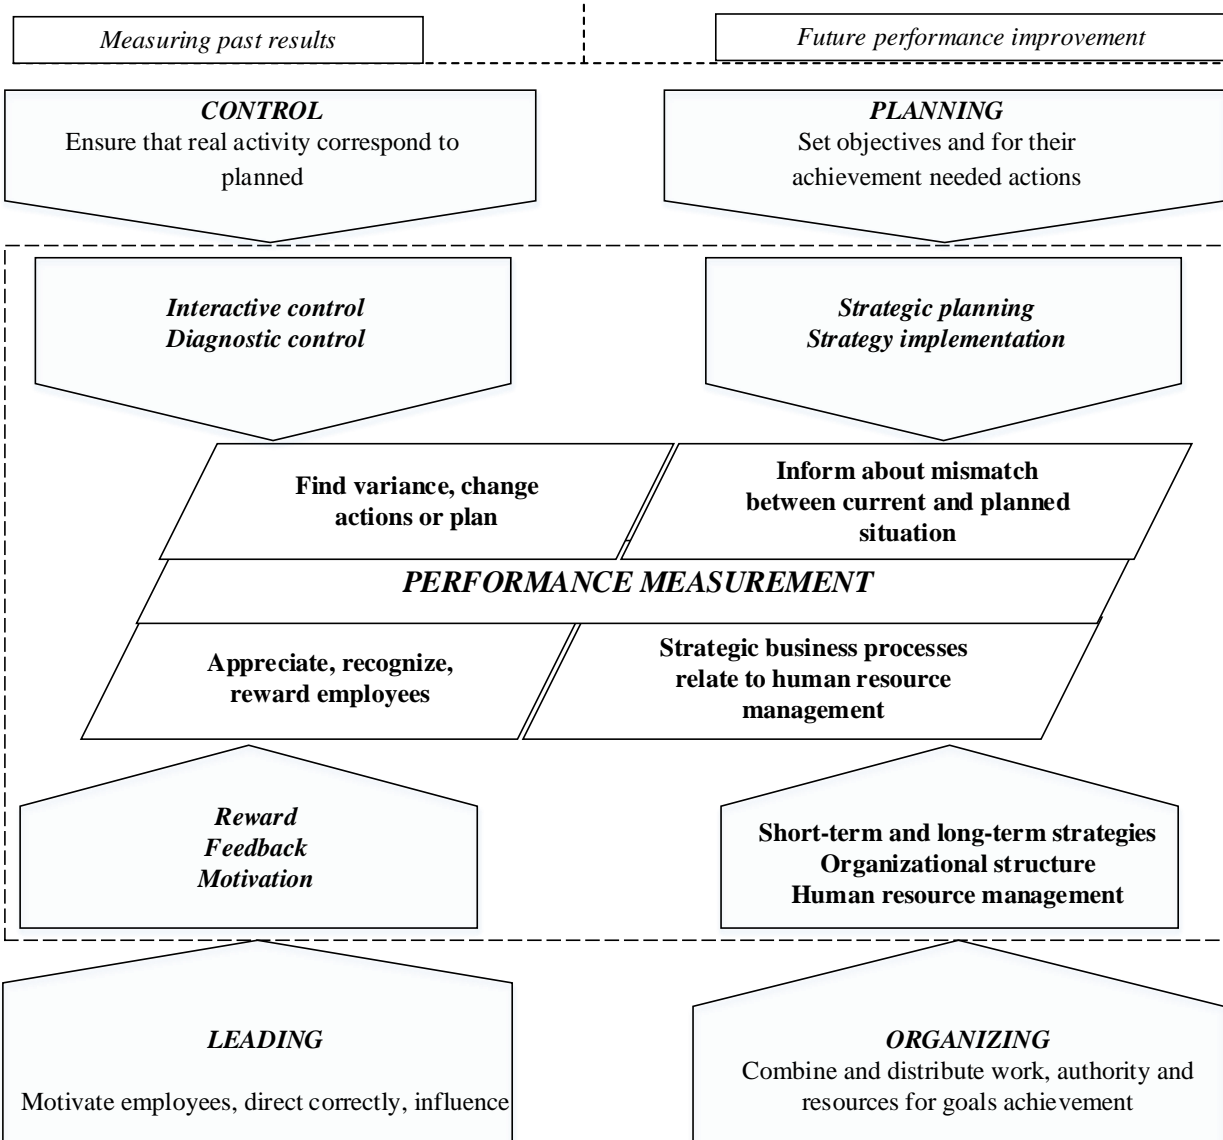 Measuring past results
Future performance improvement
CONTROL
Ensure that real activity correspond to
planned
PLANNING
Set objectives and for their
achievement needed actions
Interactive control
Diagnostic control
Strategic planning
Strategy implementation
Find variance, change
actions or plan
Inform about mismatch
between current and planned
situation
PERFORMANCE MEASUREMENT
Appreciate, recognize,
reward employees
Strategic business processes
relate to human resource
management
Reward
Feedback
Motivation
Short-term and long-term strategies
Organizational structure
Human resource management
LEADING
Motivate employees, direct correctly, influence
ORGANIZING
Combine and distribute work, authority and
resources for goals achievement